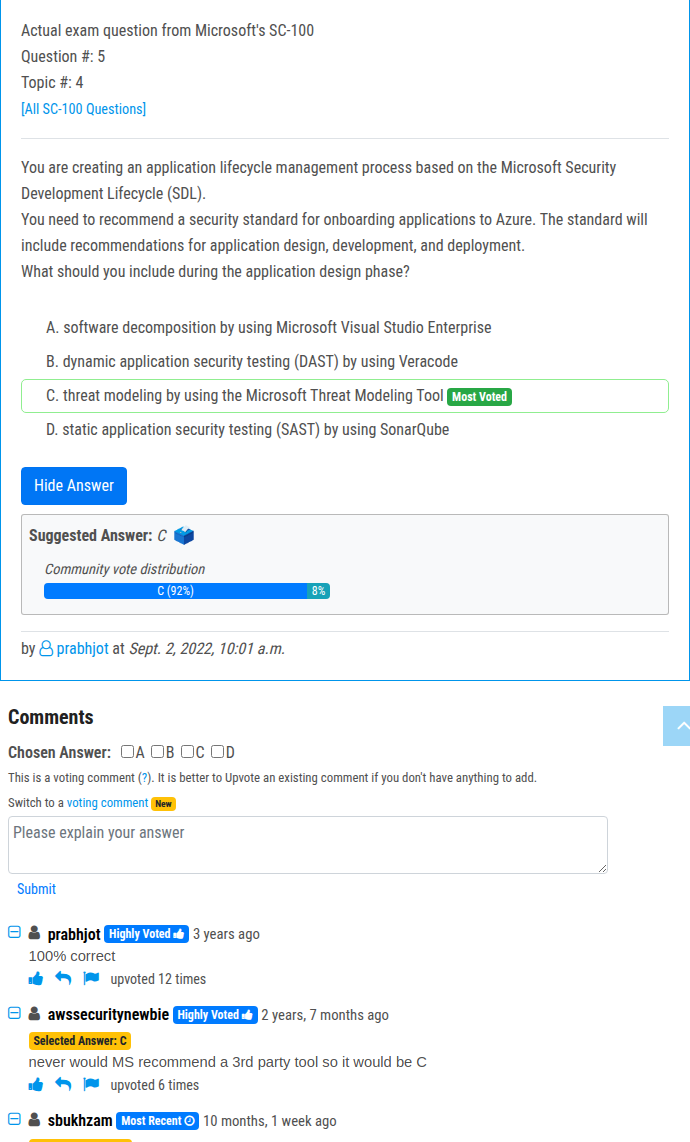 Actual exam question from Microsoft's SC-100
Question #: 5
Topic #: 4
[All SC-100 Questions]
You are creating an application lifecycle management process based on the Microsoft Security
Development Lifecycle (SDL).
You need to recommend a security standard for onboarding applications to Azure. The standard will
include recommendations for application design, development, and deployment.
What should you include during the application design phase?
A. software decomposition by using Microsoft Visual Studio Enterprise
B. dynamic application security testing (DAST) by using Veracode
C. threat modeling by using the Microsoft Threat Modeling Tool Most Voted
D. static application security testing (SAST) by using SonarQube
Hide Answer
Suggested Answer: C
Community vote distribution
C (92%) 8%
by prabhjot at Sept. 2, 2022, 10:01 a.m.
Comments
Chosen Answer: A B C D
This is a voting comment (?). It is better to Upvote an existing comment if you don't have anything to add.
Switch to a voting comment New
Please explain your answer
Submit
prabhjot Highly Voted 3 years ago
100% correct
upvoted 12 times
awssecuritynewbie Highly Voted 2 years, 7 months ago
Selected Answer: C
never would MS recommend a 3rd party tool so it would be C
upvoted 6 times
sbukhzam Most Recent 10 months, 1 week ago